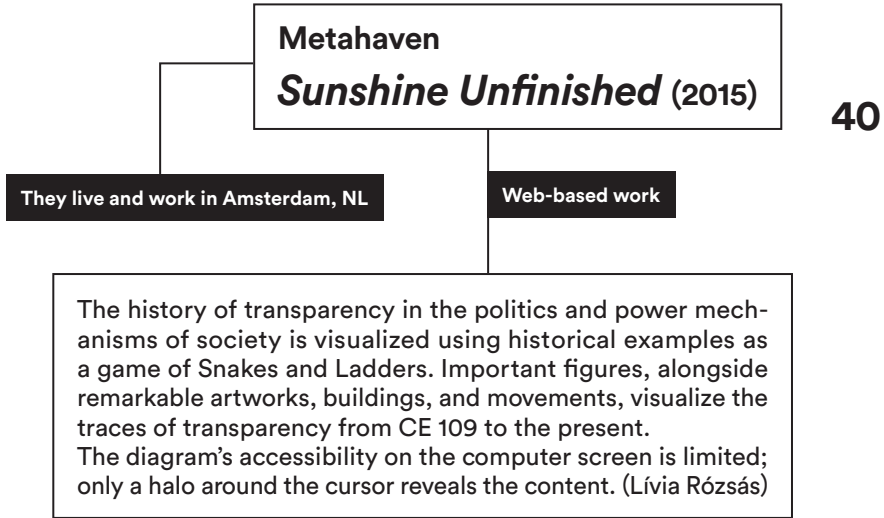 Metahaven
Sunshine Unfinished (2015)
40
They live and work in Amsterdam, NL
Web-based work
The history of transparency in the politics and power mech-
anisms of society is visualized using historical examples as
a game of Snakes and Ladders. Important figures, alongside
remarkable artworks, buildings, and movements, visualize the
traces of transparency from CE 109 to the present.
The diagram’s accessibility on the computer screen is limited;
only a halo around the cursor reveals the content. (Lívia Rózsás)